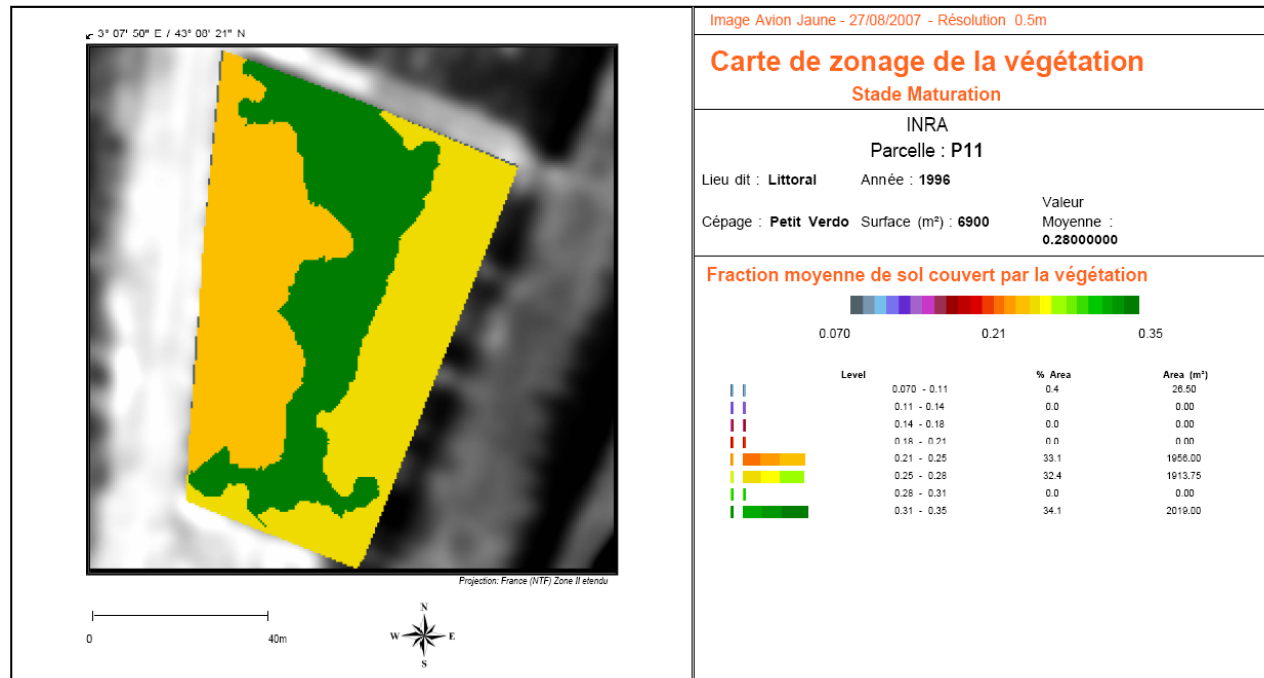 3° 07' 50" E / 43° 08' 21" N
Projection: France (NTF) Zone II etendu
0 40m
N
W E
S
Image Avion Jaune - 27/08/2007 - Résolution 0.5m
Carte de zonage de la végétation
Stade Maturation
INRA
Parcelle : P11
Lieu dit : Littoral Année : 1996
Cépage : Petit Verdo Surface (m²) : 6900 Valeur Moyenne : 0.28000000
Fraction moyenne de sol couvert par la végétation
0.070 0.21 0.35
Level % Area Area (m²)
0.070 - 0.11 0.4 26.50
0.11 - 0.14 0.0 0.00
0.14 - 0.18 0.0 0.00
0.18 - 0.21 0.0 0.00
0.21 - 0.25 33.1 1956.00
0.25 - 0.28 32.4 1913.75
0.28 - 0.31 0.0 0.00
0.31 - 0.35 34.1 2019.00